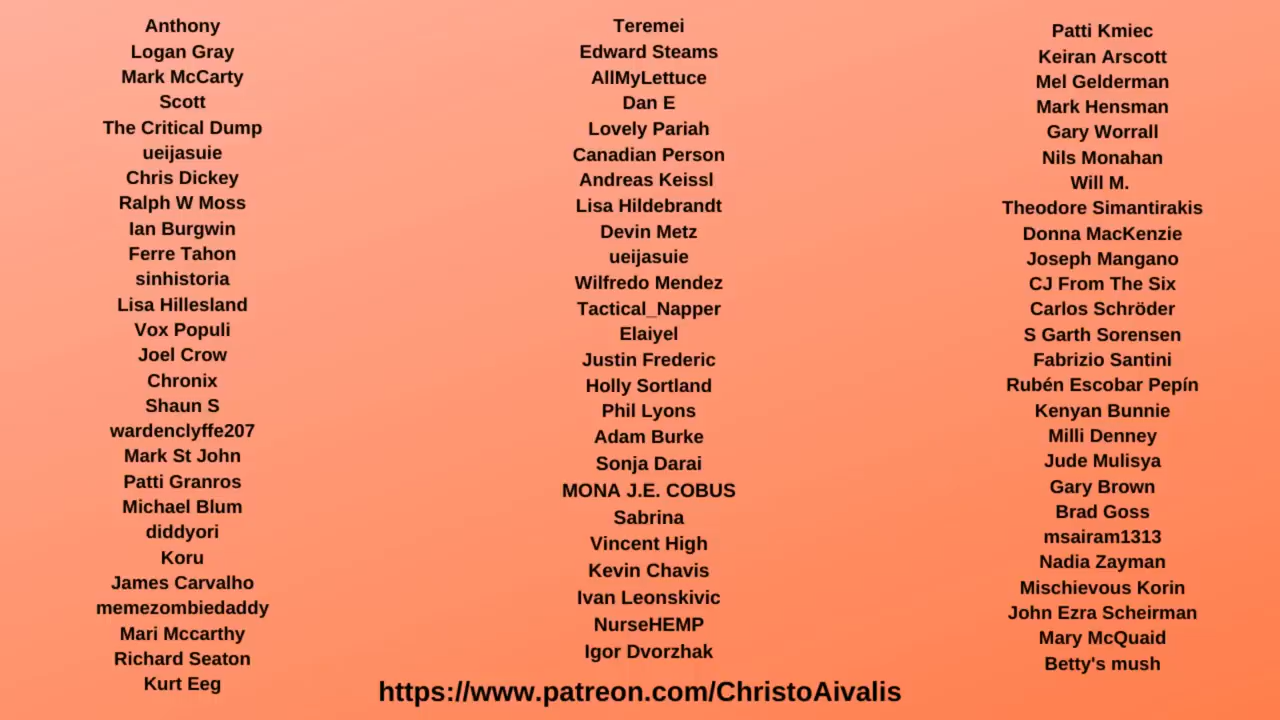 Anthony
Logan Gray
Mark McCarty
Scott
The Critical Dump
ueijasuie
Chris Dickey
Ralph W Moss
Ian Burgwin
Ferre Tahon
sinhistoria
Lisa Hillesland
Vox Populi
Joel Crow
Chronix
Shaun S
wardenclyffe207
Mark St John
Patti Granros
Michael Blum
diddyori
Koru
James Carvalho
memezombiedaddy
Mari Mccarthy
Richard Seaton
Kurt Eeg
Teremei
Edward Steams
AllMyLettuce
Dan E
Lovely Pariah
Canadian Person
Andreas Keissl
Lisa Hildebrandt
Devin Metz
ueijasuie
Wilfredo Mendez
Tactical_Napper
Elaiyel
Justin Frederic
Holly Sortland
Phil Lyons
Adam Burke
Sonja Darai
MONA J.E. COBUS
Sabrina
Vincent High
Kevin Chavis
Ivan Leonskivic
NurseHEMP
Igor Dvorzhak
Patti Kmiec
Keiran Arscott
Mel Gelderman
Mark Hensman
Gary Worrall
Nils Monahan
Will M.
Theodore Simantirakis
Donna MacKenzie
Joseph Mangano
CJ From The Six
Carlos Schröder
S Garth Sorensen
Fabrizio Santini
Rubén Escobar Pepín
Kenyan Bunnie
Milli Denney
Jude Mulisya
Gary Brown
Brad Goss
msairam1313
Nadia Zayman
Mischievous Korin
John Ezra Scheirman
Mary McQuaid
Betty's mush
https://www.patreon.com/ChristoAivalis